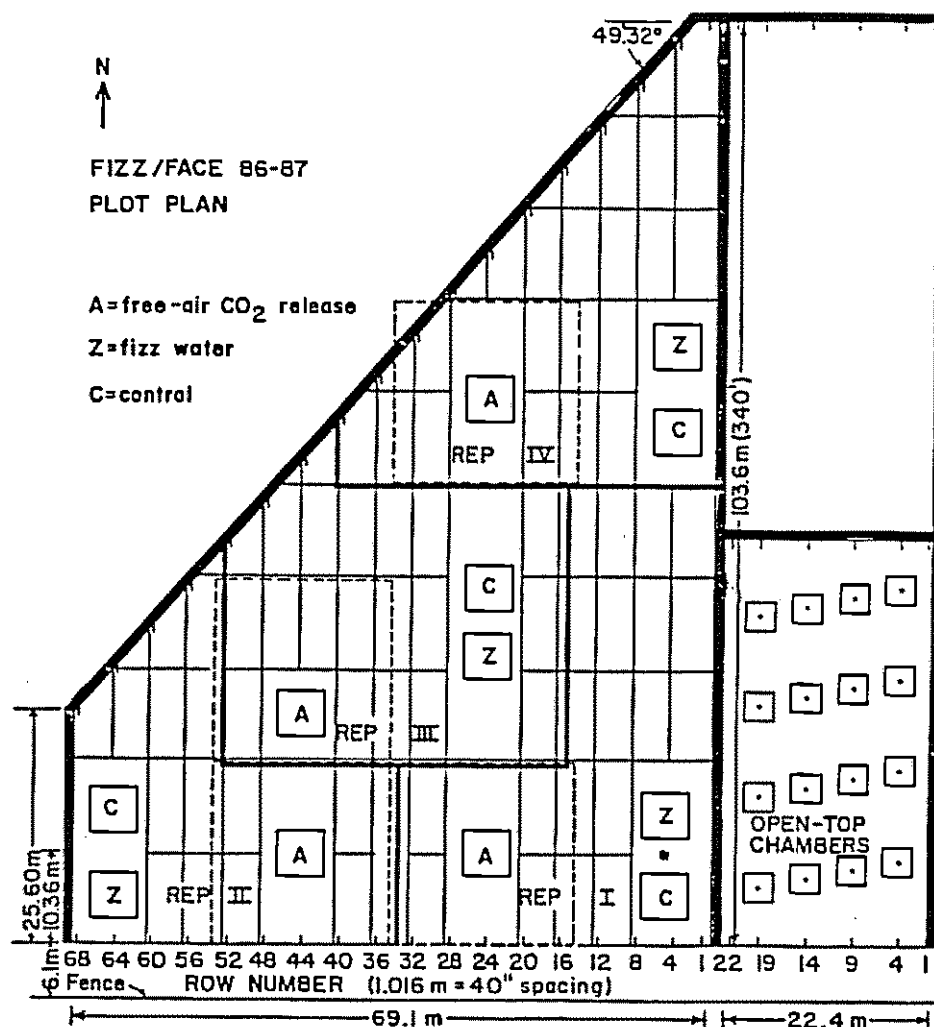 49.32°
N
FIZZ/FACE 86-87
PLOT PLAN
A=free-air CO2 release
Z=fizz water
C=control
Z
A
C
REP IV
103.6m (340')
C
Z
A
REP III
C
Z
A
A
Z
OPEN-TOP
CHAMBERS
Z
REP II
REP I
C
25.60m
10.36m
6.1m
68 64 60 56 52 48 44 40 36 32 28 24 20 16 12 8 4 1 22 19 9 4 1
Fence
ROW NUMBER (1.016 m = 40" spacing)
69.1 m
22.4 m